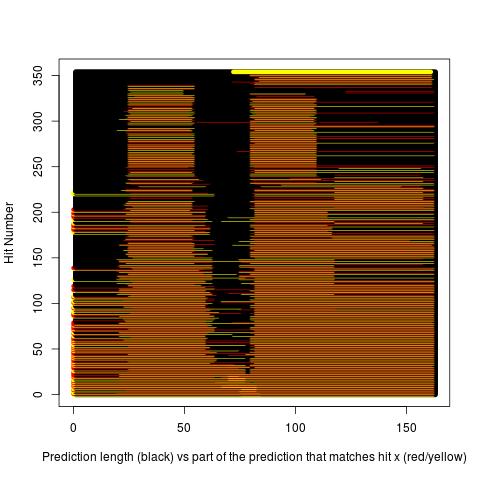 350
300
250
200
150
100
50
0
Hit Number
0 50 100 150
Prediction length (black) vs part of the prediction that matches hit x (red/yellow)